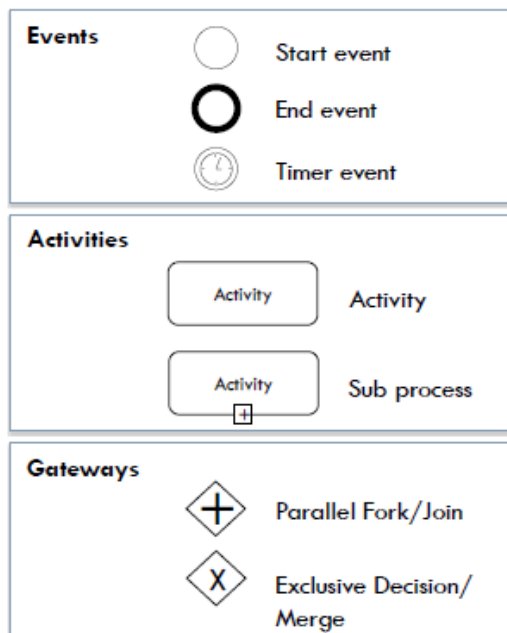 Events
Start event
End event
Timer event
Activities
Activity
Activity
Activity
Sub process
Gateways
Parallel Fork/Join
X
Exclusive Decision/
Merge